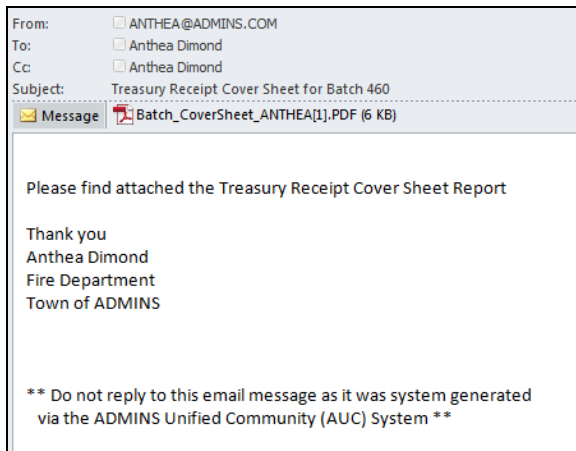 From: ANTHEA@ADMINS.COM
To: Anthea Dimond
Cc: Anthea Dimond
Subject: Treasury Receipt Cover Sheet for Batch 460
Message Batch_CoverSheet_ANTHEA[1].PDF (6 KB)
Please find attached the Treasury Receipt Cover Sheet Report
Thank you
Anthea Dimond
Fire Department
Town of ADMINS
** Do not reply to this email message as it was system generated
via the ADMINS Unified Community (AUC) System **